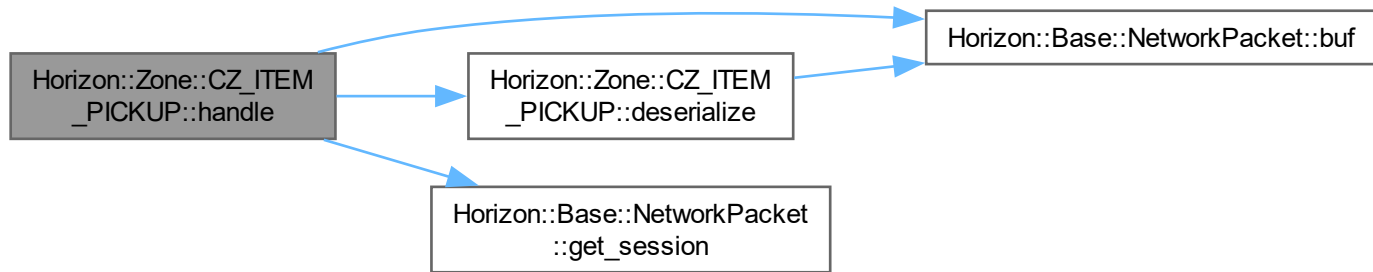 Horizon::Zone::CZ_ITEM
_PICKUP::handle
Horizon::Zone::CZ_ITEM
_PICKUP::deserialize
Horizon::Base::NetworkPacket::buf
Horizon::Base::NetworkPacket
::get_session